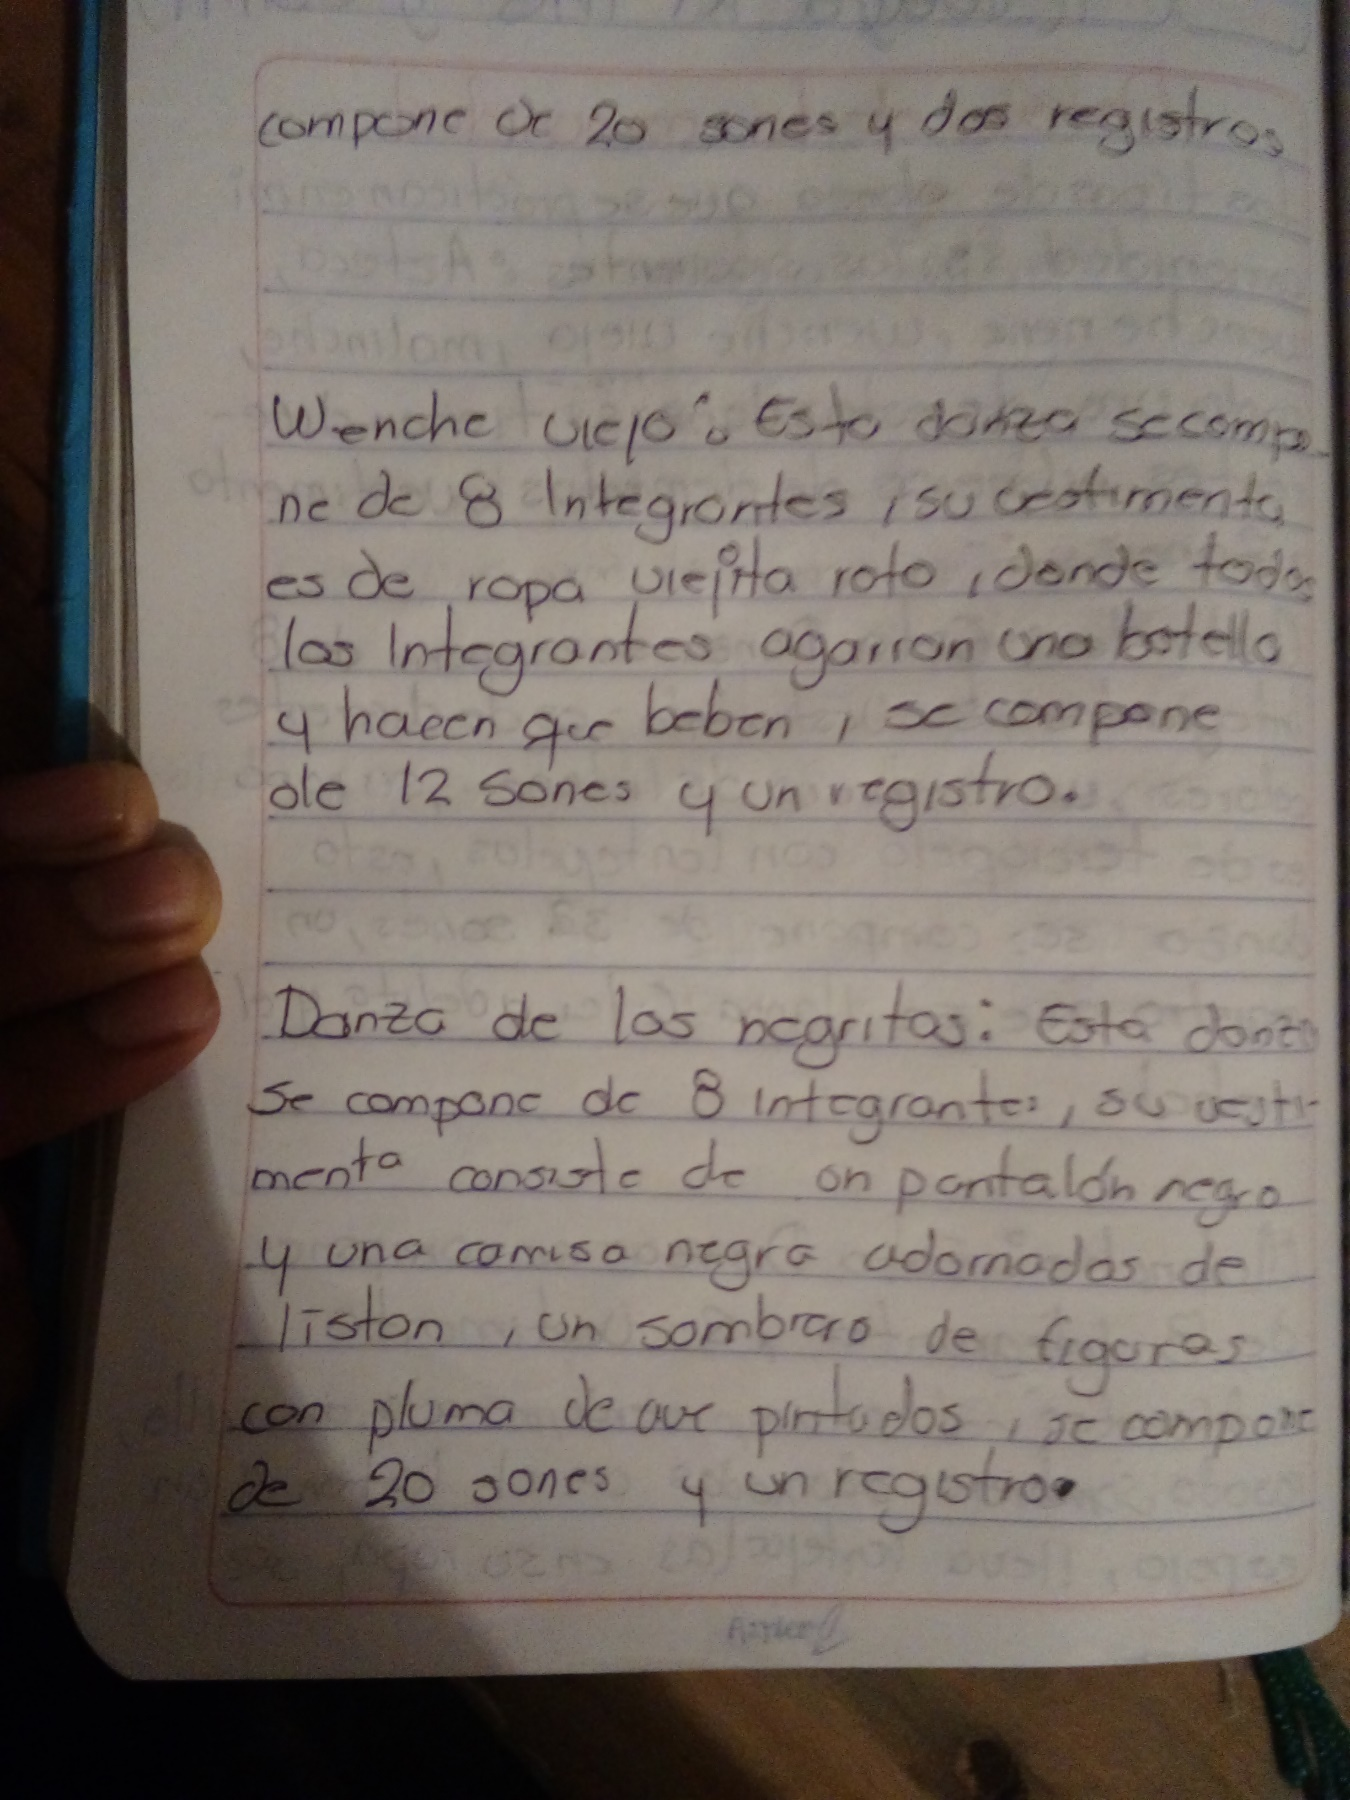 compone de 20 sones y dos registros
Wenche viejo: Esta danza se compo-
ne de 8 Integrantes, su vestimenta
es de ropa viejita roto, donde todos
los Integrantes agarran una botella
y hacen que beben, se compone
de 12 Sones y un registro.
Danza de los negritos: Esta danza
se compone de 8 integrantes, su vesti-
menta consiste de un pantalón negro
y una camisa negra adornados de
liston, un sombrero de figuras
con pluma de ave pintados, se compone
de 20 sones y un registro.